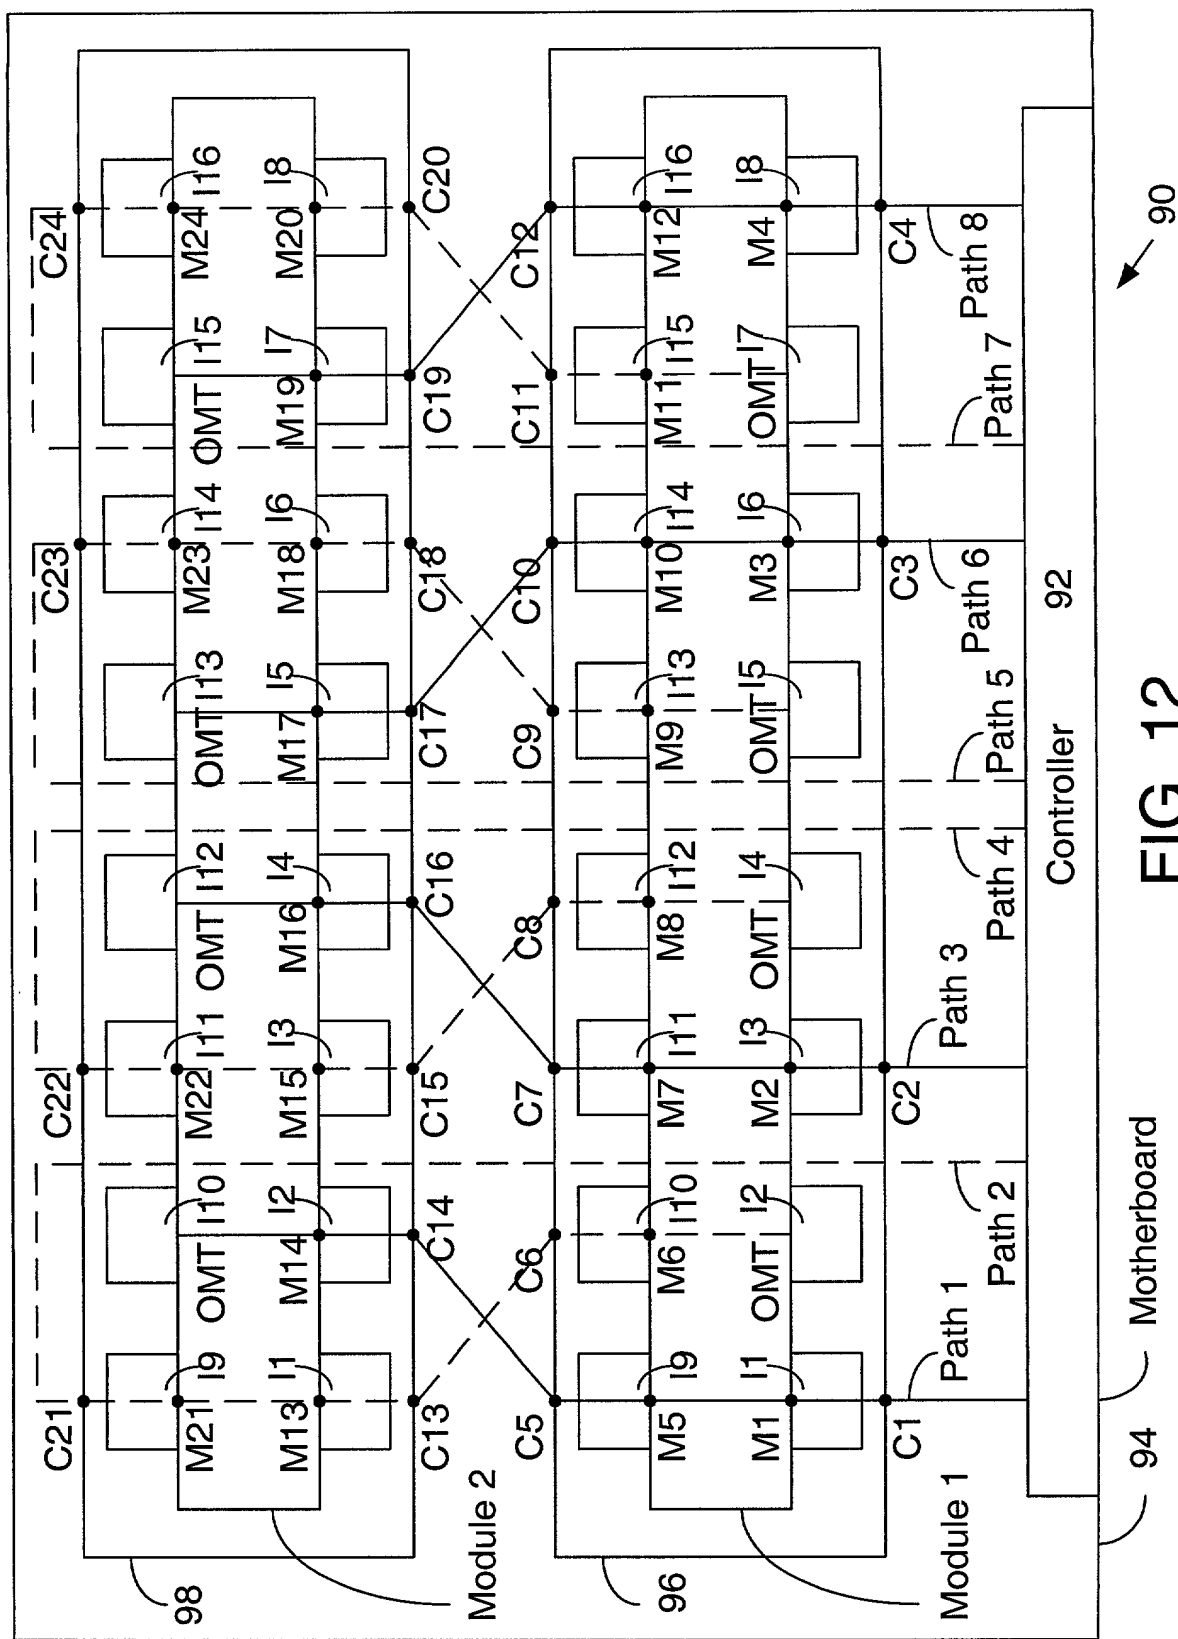 C21
C22
C23
C24
I9
I10
I11
I12
I13
I14
I15
I16
M21
OMT
M22
OMT
OMT
M23
OMT
M24
I1
I2
I3
I4
I5
I6
I7
I8
M13
M14
M15
M16
M17
M18
M19
M20
98
Module 2
C13
C14
C15
C16
C17
C18
C19
C20
C5
C6
C7
C8
C9
C10
C11
C12
I9
I10
I11
I12
I13
I14
I15
I16
M5
M6
M7
M8
M9
M10
M11
M12
I1
I2
I3
I4
I5
I6
I7
I8
M1
OMT
M2
OMT
OMT
M3
OMT
M4
96
Module 1
C1
C2
C3
C4
Path 1
Path 2
Path 3
Path 4
Path 5
Path 6
Path 7
Path 8
Controller 92
94
Motherboard
90
FIG. 12